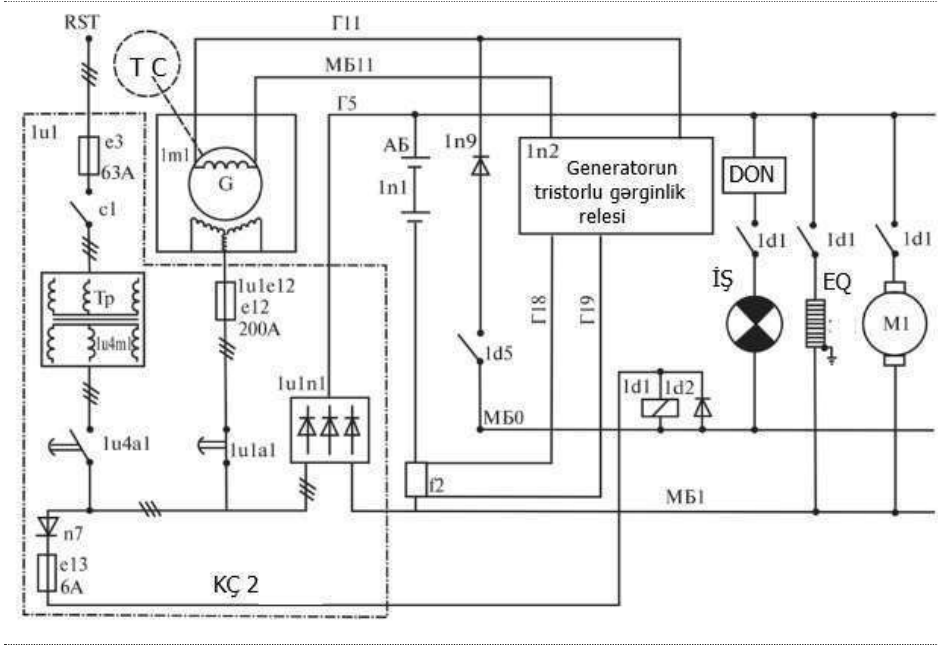 RST
Г11
T C
МБ11
Г5
1u1
e3
63A
1m1
G
АБ
1n9
1n2
Generatorun
tristorlu gərginlik
relesi
DON
1n1
c1
1d1
1d1
1d1
Tp
1u4m1
1u1e12
e12
200A
Г18
Г19
İŞ
EQ
M1
1d5
1u1n1
1d1
1d2
МБ0
1u4a1
1u1a1
f2
МБ1
n7
e13
6A
KÇ 2